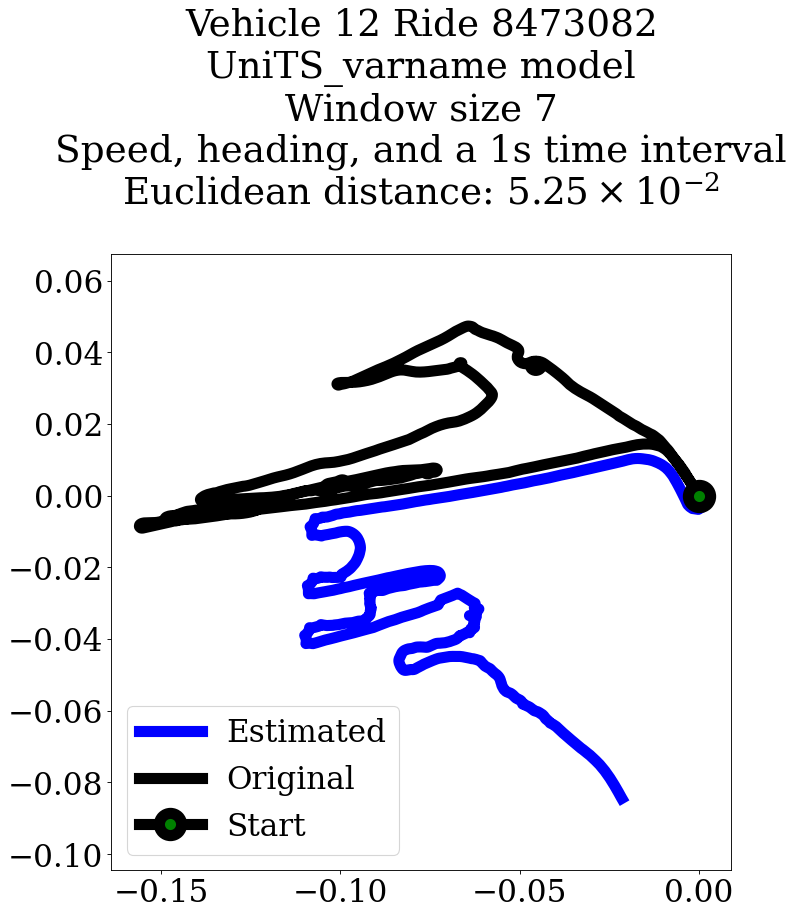 Vehicle 12 Ride 8473082
UniTS_varname model
Window size 7
Speed, heading, and a 1s time interval
Euclidean distance: 5.25 × 10⁻²
0.06
0.04
0.02
0.00
−0.02
−0.04
−0.06
−0.08
−0.10
Estimated
Original
Start
−0.15 −0.10 −0.05 0.00